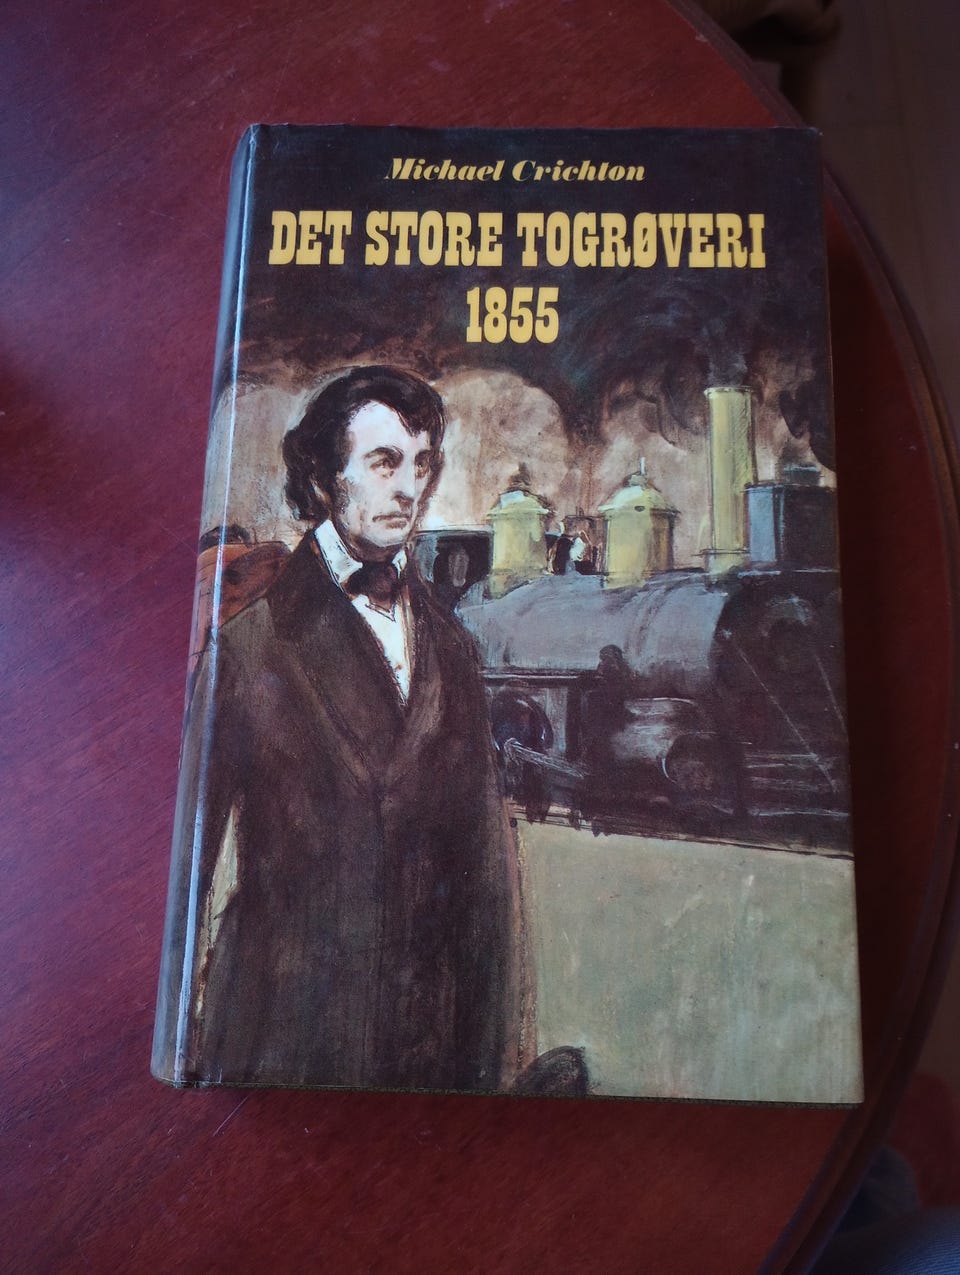 Michael Crichton
DET STORE TOGRØVERI
1855